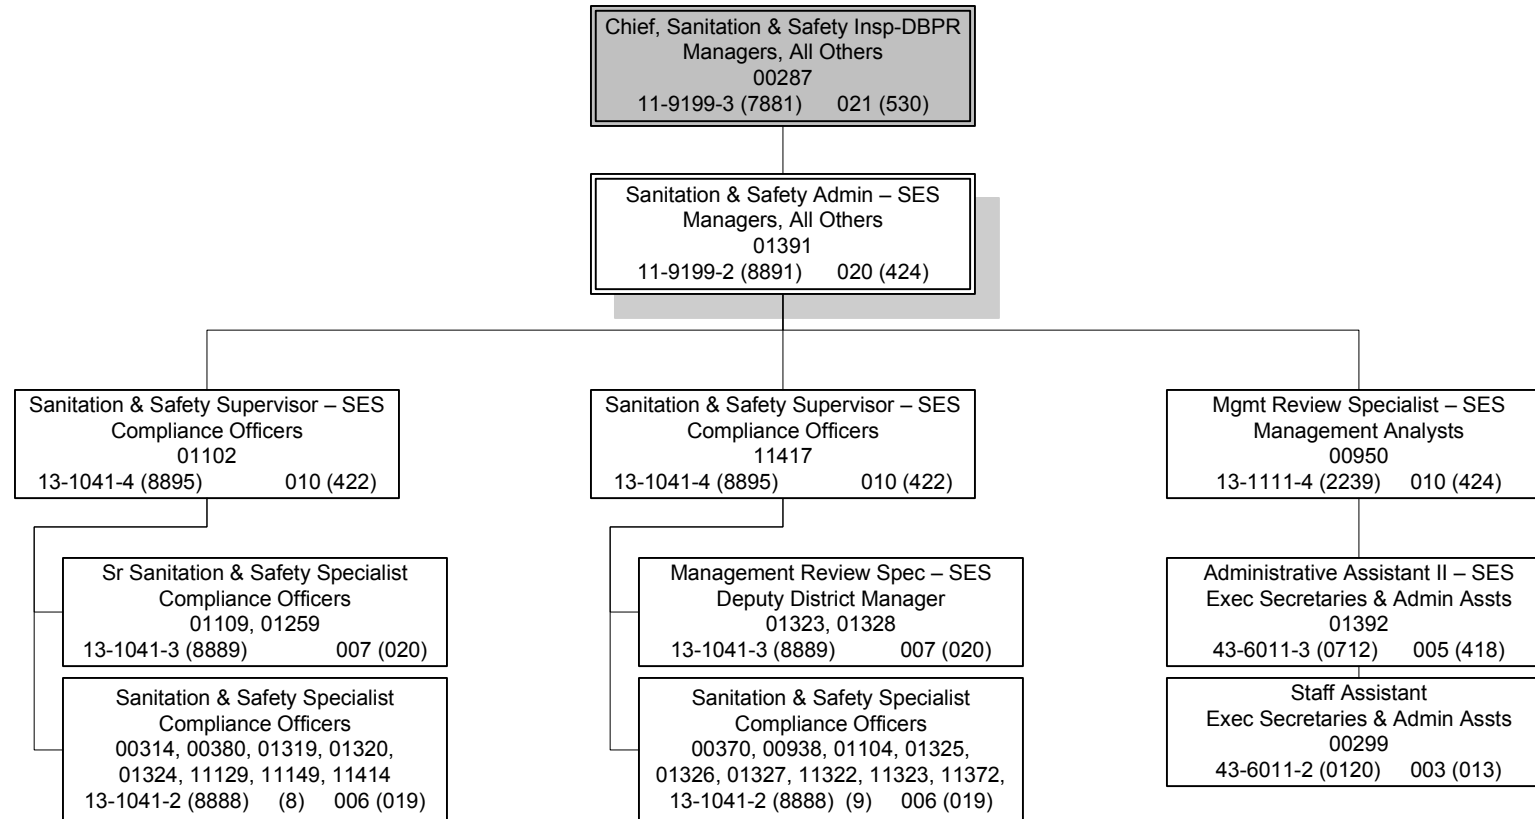 Chief, Sanitation & Safety Insp-DBPR
Managers, All Others
00287
11-9199-3 (7881) 021 (530)
Sanitation & Safety Admin – SES
Managers, All Others
01391
11-9199-2 (8891) 020 (424)
Sanitation & Safety Supervisor – SES
Compliance Officers
01102
13-1041-4 (8895) 010 (422)
Sr Sanitation & Safety Specialist
Compliance Officers
01109, 01259
13-1041-3 (8889) 007 (020)
Sanitation & Safety Specialist
Compliance Officers
00314, 00380, 01319, 01320,
01324, 11129, 11149, 11414
13-1041-2 (8888) (8) 006 (019)
Sanitation & Safety Supervisor – SES
Compliance Officers
11417
13-1041-4 (8895) 010 (422)
Management Review Spec – SES
Deputy District Manager
01323, 01328
13-1041-3 (8889) 007 (020)
Sanitation & Safety Specialist
Compliance Officers
00370, 00938, 01104, 01325,
01326, 01327, 11322, 11323, 11372,
13-1041-2 (8888) (9) 006 (019)
Mgmt Review Specialist – SES
Management Analysts
00950
13-1111-4 (2239) 010 (424)
Administrative Assistant II – SES
Exec Secretaries & Admin Assts
01392
43-6011-3 (0712) 005 (418)
Staff Assistant
Exec Secretaries & Admin Assts
00299
43-6011-2 (0120) 003 (013)